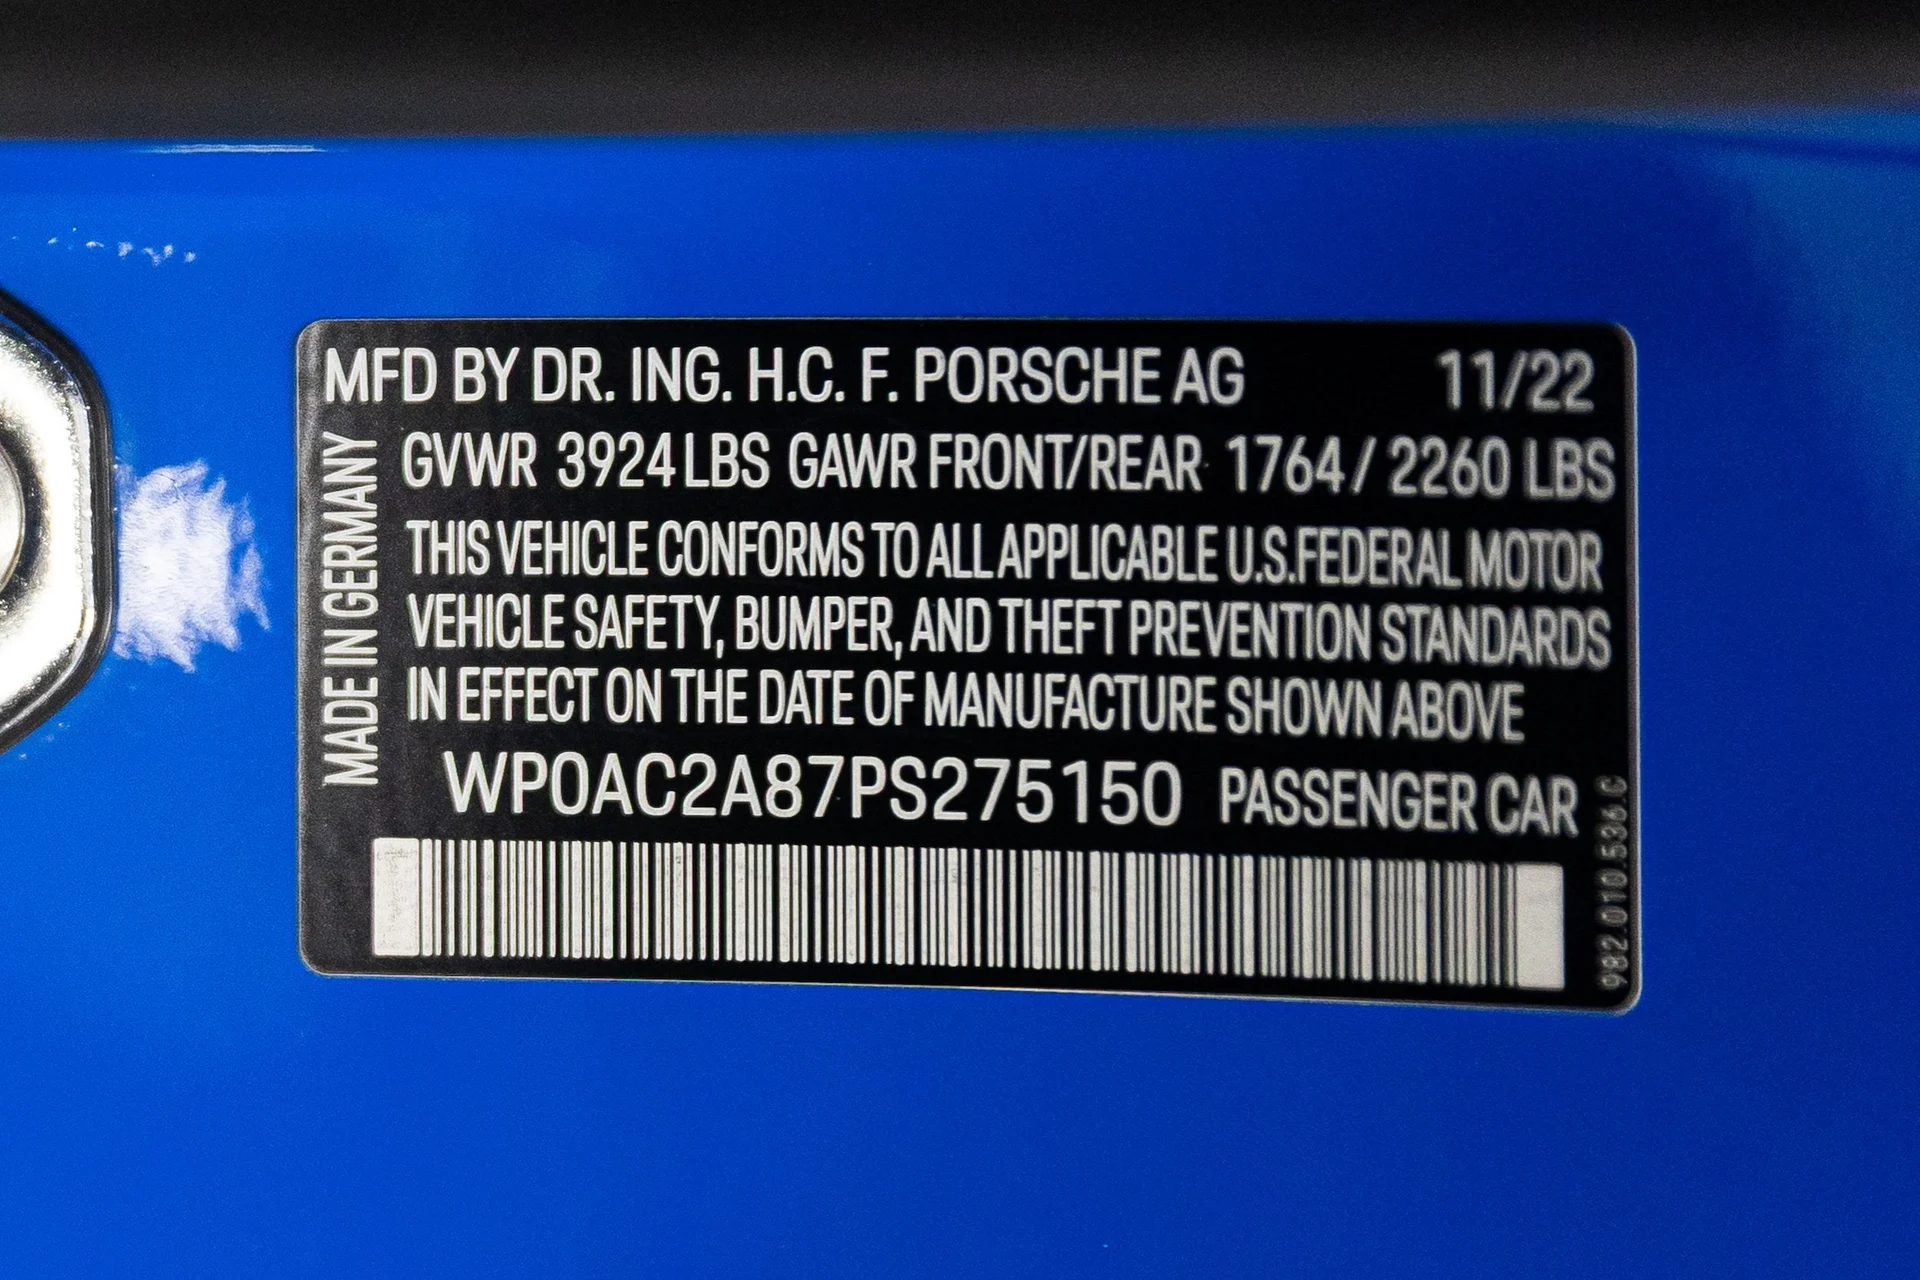 MFD BY DR. ING. H.C. F. PORSCHE AG 11/22
GVWR 3924 LBS GAWR FRONT/REAR 1764 / 2260 LBS
THIS VEHICLE CONFORMS TO ALL APPLICABLE U.S.FEDERAL MOTOR
VEHICLE SAFETY, BUMPER, AND THEFT PREVENTION STANDARDS
IN EFFECT ON THE DATE OF MANUFACTURE SHOWN ABOVE
WP0AC2A87PS275150 PASSENGER CAR
MADE IN GERMANY
982.010.536.C